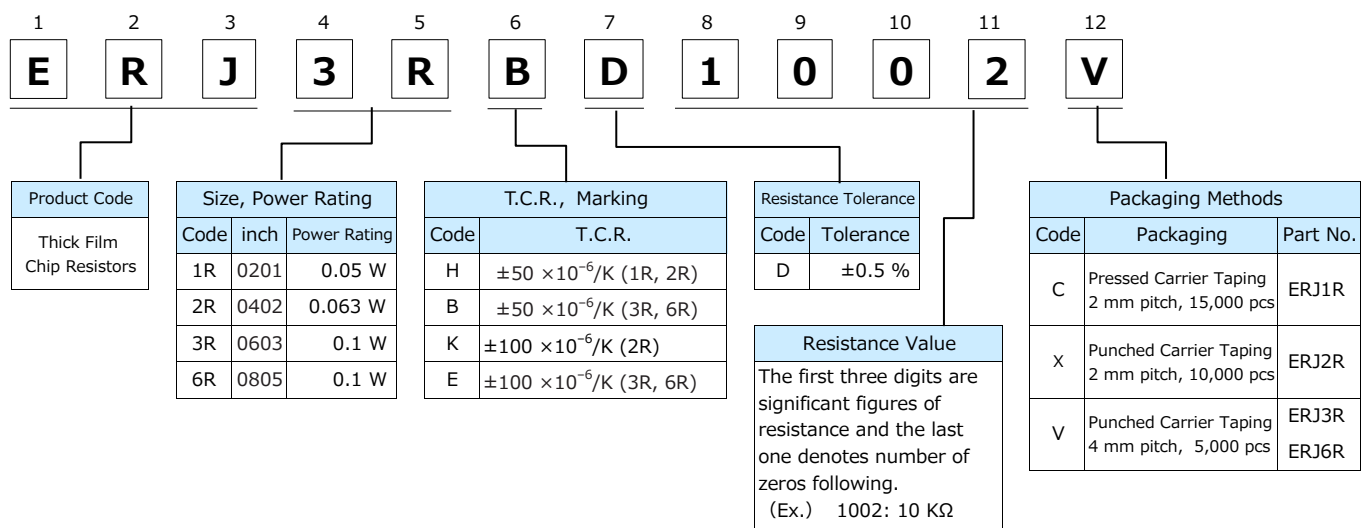 1 2 3 4 5 6 7 8 9 10 11 12
E R J 3 R B D 1 0 0 2 V
Product Code
Thick Film
Chip Resistors
Size, Power Rating
Code inch Power Rating
1R 0201 0.05 W
2R 0402 0.063 W
3R 0603 0.1 W
6R 0805 0.1 W
T.C.R., Marking
Code T.C.R.
H ±50 ×10⁻⁶/K (1R, 2R)
B ±50 ×10⁻⁶/K (3R, 6R)
K ±100 ×10⁻⁶/K (2R)
E ±100 ×10⁻⁶/K (3R, 6R)
Resistance Tolerance
Code Tolerance
D ±0.5 %
Resistance Value
The first three digits are
significant figures of
resistance and the last
one denotes number of
zeros following.
(Ex.) 1002: 10 KΩ
Packaging Methods
Code Packaging Part No.
C Pressed Carrier Taping
2 mm pitch, 15,000 pcs ERJ1R
X Punched Carrier Taping
2 mm pitch, 10,000 pcs ERJ2R
V Punched Carrier Taping
4 mm pitch, 5,000 pcs
ERJ3R
ERJ6R